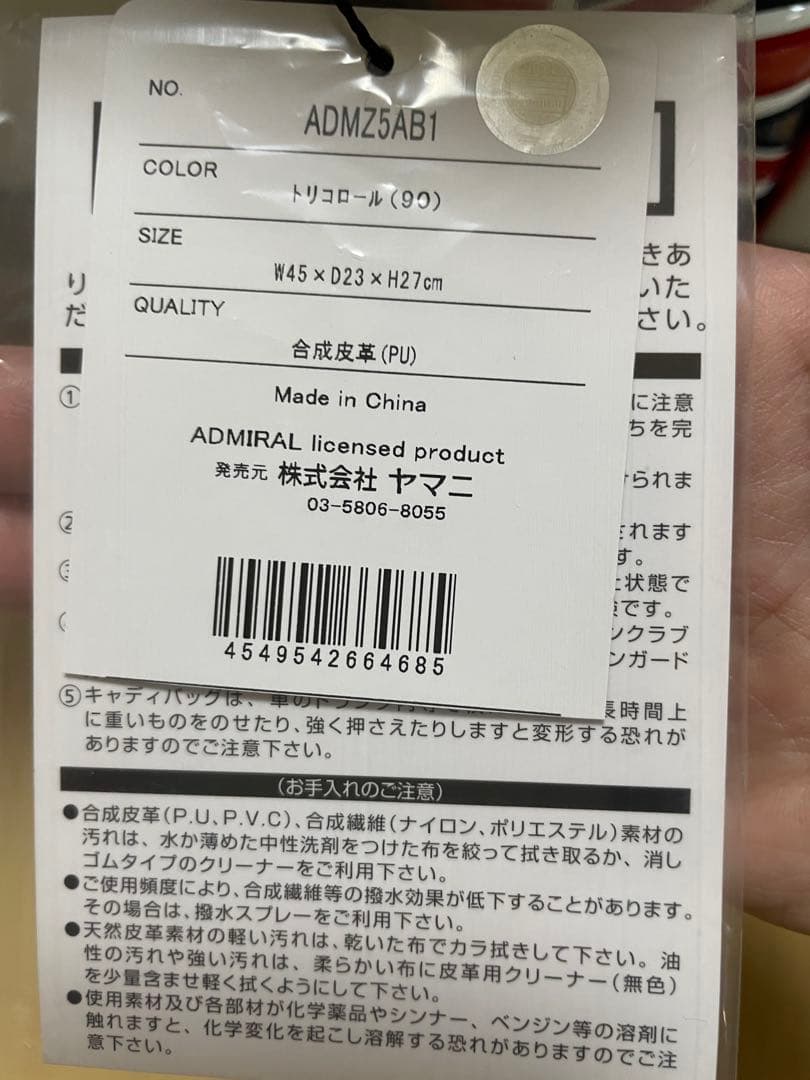 NO.
ADMZ5AB1
COLOR
トリコロール(90)
SIZE
W45×D23×H27cm
QUALITY
合成皮革(PU)
Made in China
ADMIRAL licensed product
発売元 株式会社 ヤマニ
03-5806-8055
4549542664685
きあ
り
いた
だ
さい。
①
に注意
ちを完
られま
②
されます
す。
状態で
です。
ンクラブ
ンガード
⑤キャディバッグは、車のトランク
長時間上
に重いものをのせたり、強く押さえたりしますと変形する恐れが
ありますのでご注意下さい。
(お手入れのご注意)
●合成皮革(P.U、P.V.C)、合成繊維(ナイロン、ポリエステル)素材の
汚れは、水か薄めた中性洗剤をつけた布を絞って拭き取るか、消し
ゴムタイプのクリーナーをご利用下さい。
●ご使用頻度により、合成繊維等の撥水効果が低下することがあります。
その場合は、撥水スプレーをご利用下さい。
●天然皮革素材の軽い汚れは、乾いた布でカラ拭きして下さい。油
性の汚れや強い汚れは、柔らかい布に皮革用クリーナー(無色)
を少量含ませ軽く拭くようにして下さい。
●使用素材及び各部材が化学薬品やシンナー、ベンジン等の溶剤に
触れますと、化学変化を起こし溶解する恐れがありますのでご注
意下さい。